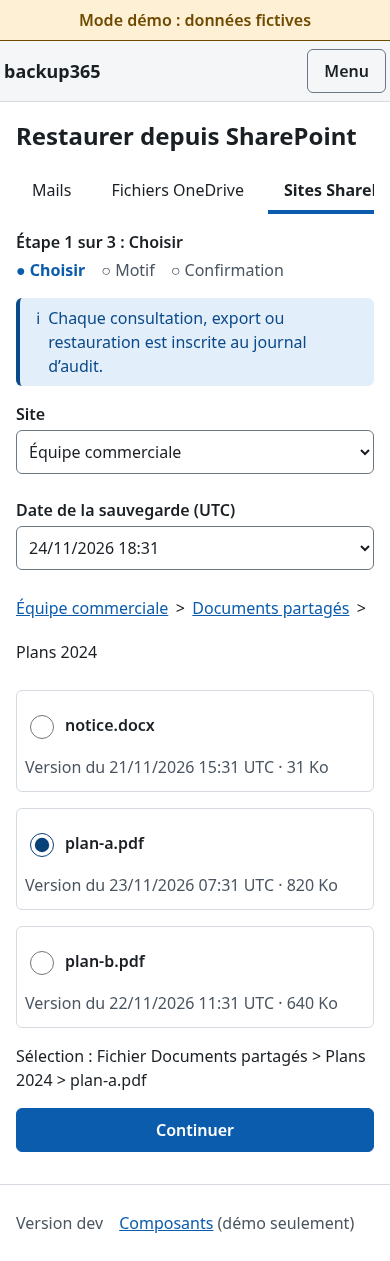 Mode démo : données fictives
backup365
Menu
Restaurer depuis SharePoint
Mails
Fichiers OneDrive
Sites Share
Étape 1 sur 3 : Choisir
● Choisir ○ Motif ○ Confirmation
i Chaque consultation, export ou
restauration est inscrite au journal
d’audit.
Site
Équipe commerciale
Date de la sauvegarde (UTC)
24/11/2026 18:31
Équipe commerciale > Documents partagés >
Plans 2024
notice.docx
Version du 21/11/2026 15:31 UTC · 31 Ko
plan-a.pdf
Version du 23/11/2026 07:31 UTC · 820 Ko
plan-b.pdf
Version du 22/11/2026 11:31 UTC · 640 Ko
Sélection : Fichier Documents partagés > Plans
2024 > plan-a.pdf
Continuer
Version dev Composants (démo seulement)